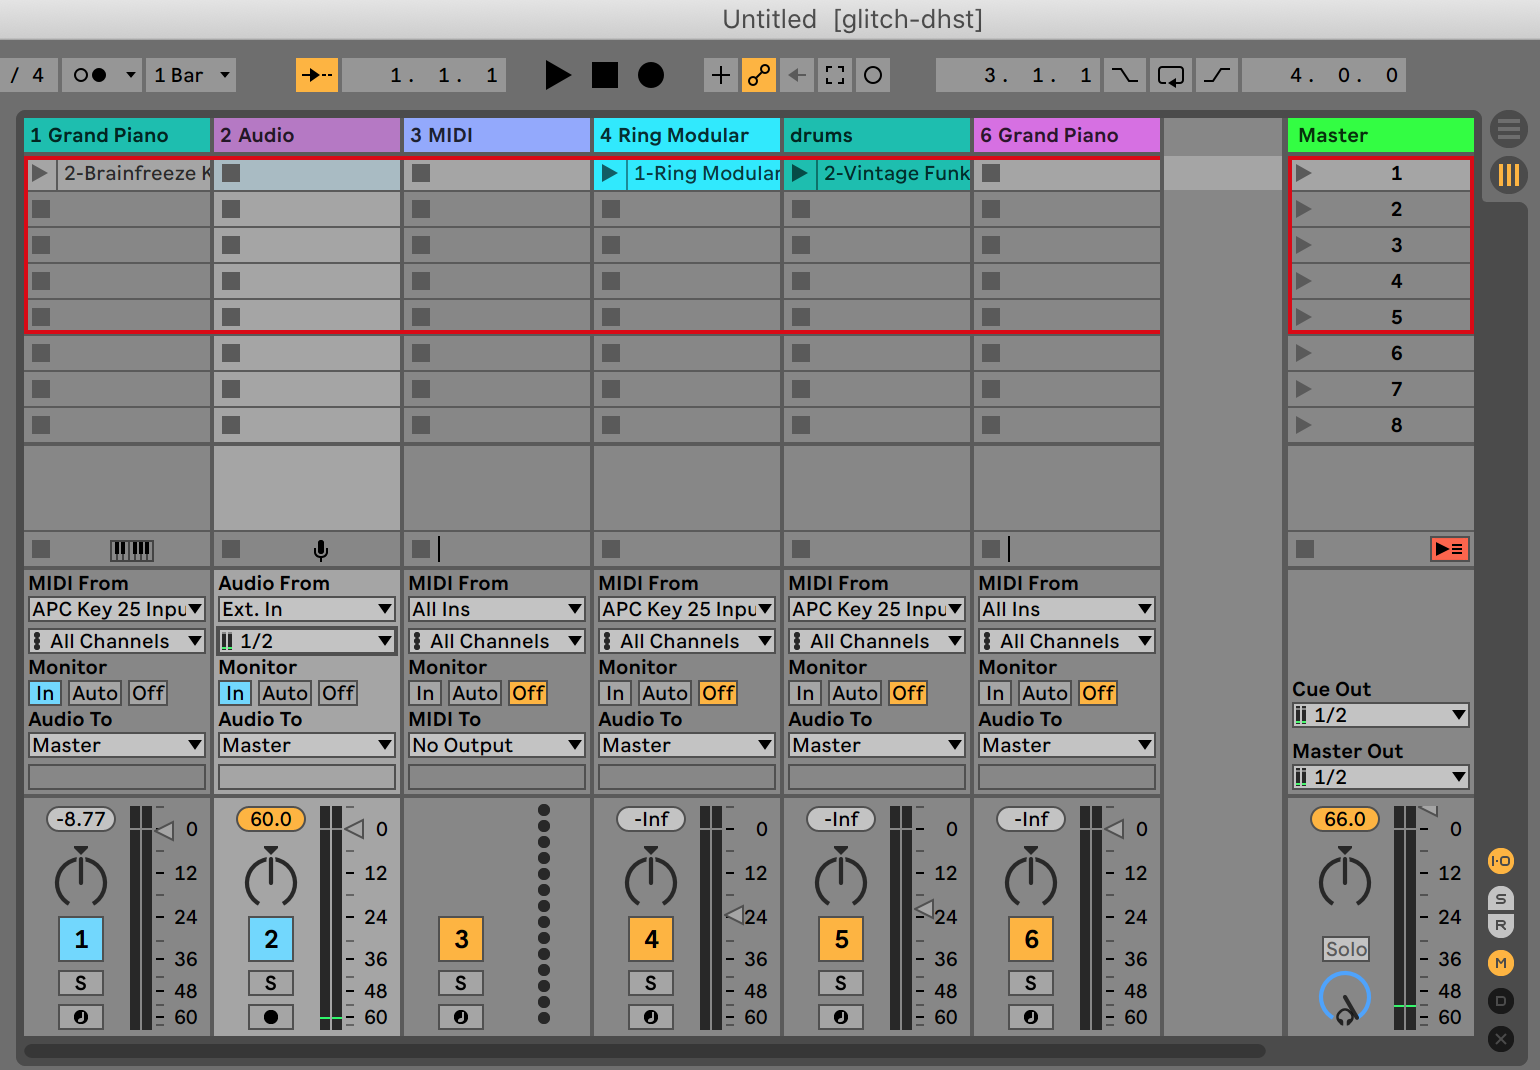 Untitled [glitch-dhst]
/ 4 1 Bar 1. 1. 1 3. 1. 1 4. 0. 0
1 Grand Piano 2 Audio 3 MIDI 4 Ring Modular drums 6 Grand Piano Master
2-Brainfreeze K 1-Ring Modular 2-Vintage Funk 1
2
3
4
5
6
7
8
MIDI From Audio From MIDI From MIDI From MIDI From MIDI From
APC Key 25 Inpu Ext. In All Ins APC Key 25 Inpu APC Key 25 Inpu All Ins
All Channels 1/2 All Channels All Channels All Channels All Channels
Monitor Monitor Monitor Monitor Monitor Monitor
In Auto Off In Auto Off In Auto Off In Auto Off In Auto Off In Auto Off Cue Out
Audio To Audio To MIDI To Audio To Audio To Audio To 1/2
Master Master No Output Master Master Master Master Out
1/2
-8.77 60.0 -Inf -Inf -Inf 66.0
0 0 0 0 0 0
12 12 12 12 12 12
I·O
24 24 24 24 24 24 S
R
1 2 3 4 5 6 Solo
36 36 36 36 36 36 M
S S S S S S
48 48 48 48 48 48 D
60 60 60 60 60 60
X